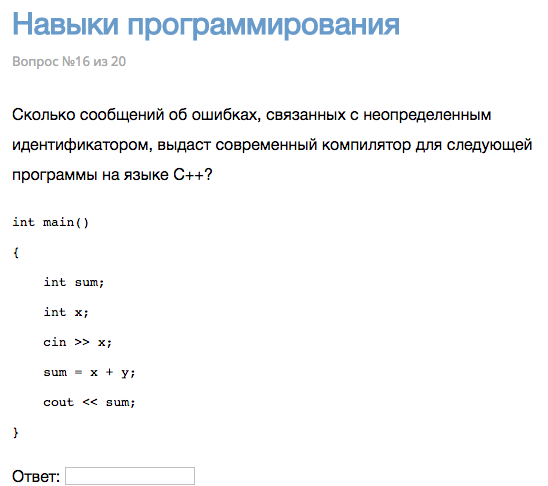 Навыки программирования
Вопрос №16 из 20
Сколько сообщений об ошибках, связанных с неопределенным
идентификатором, выдаст современный компилятор для следующей
программы на языке C++?
int main()
{
    int sum;
    int x;
    cin >> x;
    sum = x + y;
    cout << sum;
}
Ответ: